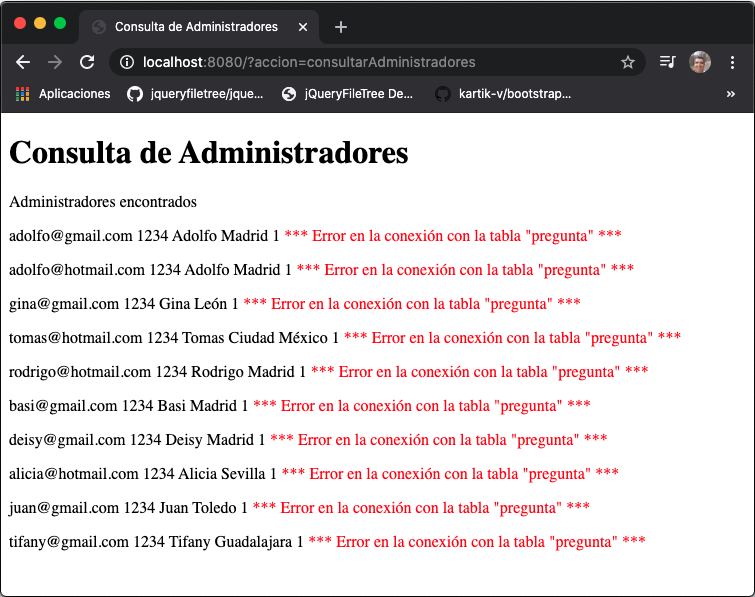 Consulta de Administradores
localhost:8080/?accion=consultarAdministradores
Aplicaciones jqueryfiletree/jque... jQueryFileTree De... kartik-v/bootstrap... »
Consulta de Administradores
Administradores encontrados
adolfo@gmail.com 1234 Adolfo Madrid 1 *** Error en la conexión con la tabla "pregunta" ***
adolfo@hotmail.com 1234 Adolfo Madrid 1 *** Error en la conexión con la tabla "pregunta" ***
gina@gmail.com 1234 Gina León 1 *** Error en la conexión con la tabla "pregunta" ***
tomas@hotmail.com 1234 Tomas Ciudad México 1 *** Error en la conexión con la tabla "pregunta" ***
rodrigo@hotmail.com 1234 Rodrigo Madrid 1 *** Error en la conexión con la tabla "pregunta" ***
basi@gmail.com 1234 Basi Madrid 1 *** Error en la conexión con la tabla "pregunta" ***
deisy@gmail.com 1234 Deisy Madrid 1 *** Error en la conexión con la tabla "pregunta" ***
alicia@hotmail.com 1234 Alicia Sevilla 1 *** Error en la conexión con la tabla "pregunta" ***
juan@gmail.com 1234 Juan Toledo 1 *** Error en la conexión con la tabla "pregunta" ***
tifany@gmail.com 1234 Tifany Guadalajara 1 *** Error en la conexión con la tabla "pregunta" ***